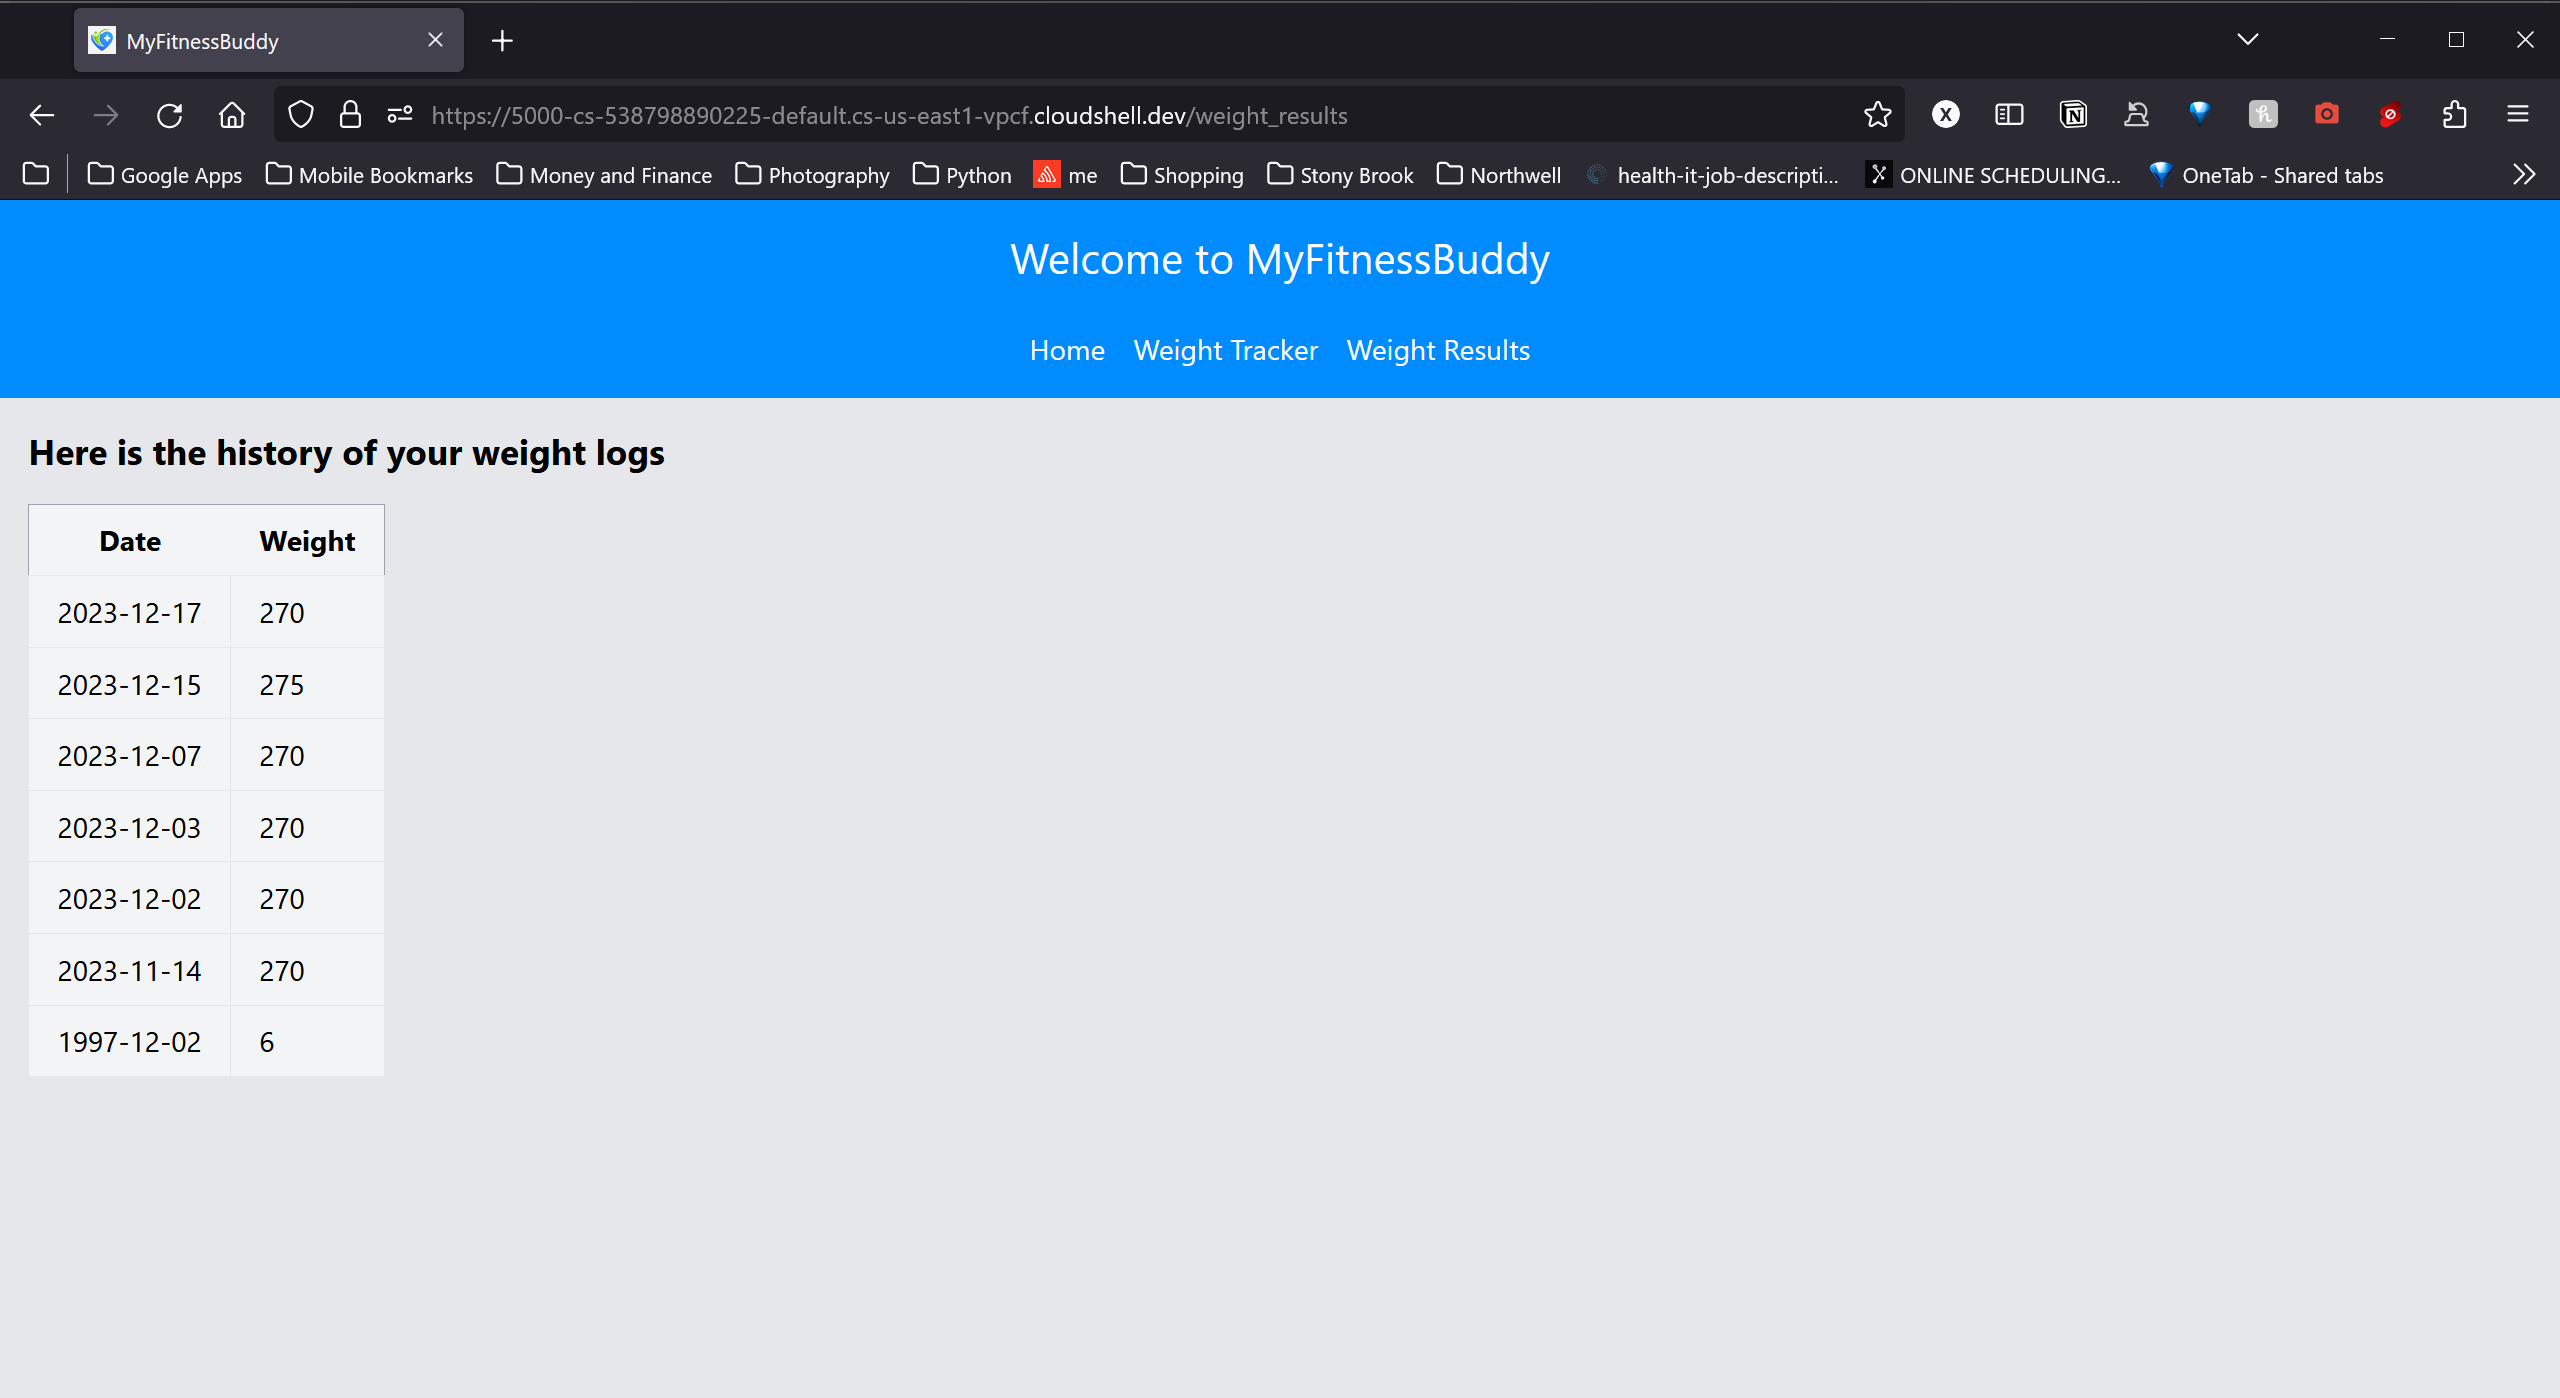 MyFitnessBuddy
https://5000-cs-538798890225-default.cs-us-east1-vpcf.cloudshell.dev/weight_results
Google Apps Mobile Bookmarks Money and Finance Photography Python me Shopping Stony Brook Northwell health-it-job-descripti... ONLINE SCHEDULING... OneTab - Shared tabs
Welcome to MyFitnessBuddy
Home Weight Tracker Weight Results
Here is the history of your weight logs
Date Weight
2023-12-17 270
2023-12-15 275
2023-12-07 270
2023-12-03 270
2023-12-02 270
2023-11-14 270
1997-12-02 6